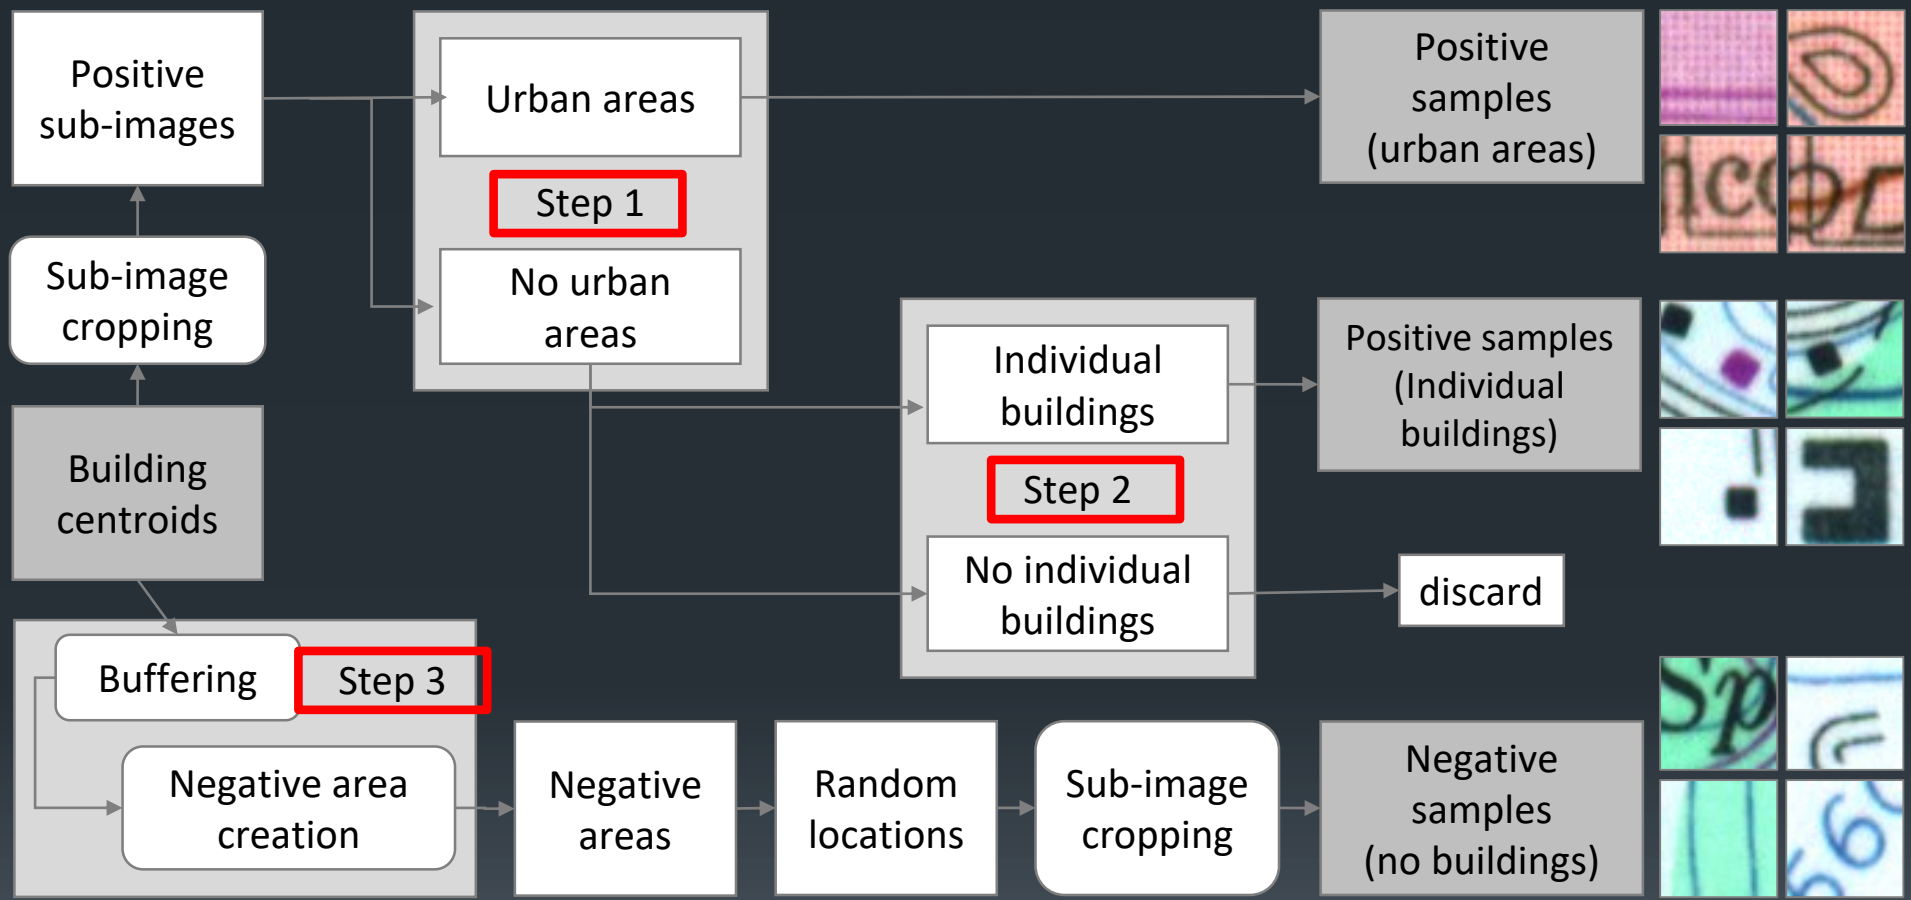 Positive
sub-images
Sub-image
cropping
Building
centroids
Urban areas
Step 1
No urban
areas
Positive
samples
(urban areas)
nco
Individual
buildings
Step 2
No individual
buildings
Positive samples
(Individual
buildings)
discard
Buffering
Step 3
Negative area
creation
Negative
areas
Random
locations
Sub-image
cropping
Negative
samples
(no buildings)
Sp